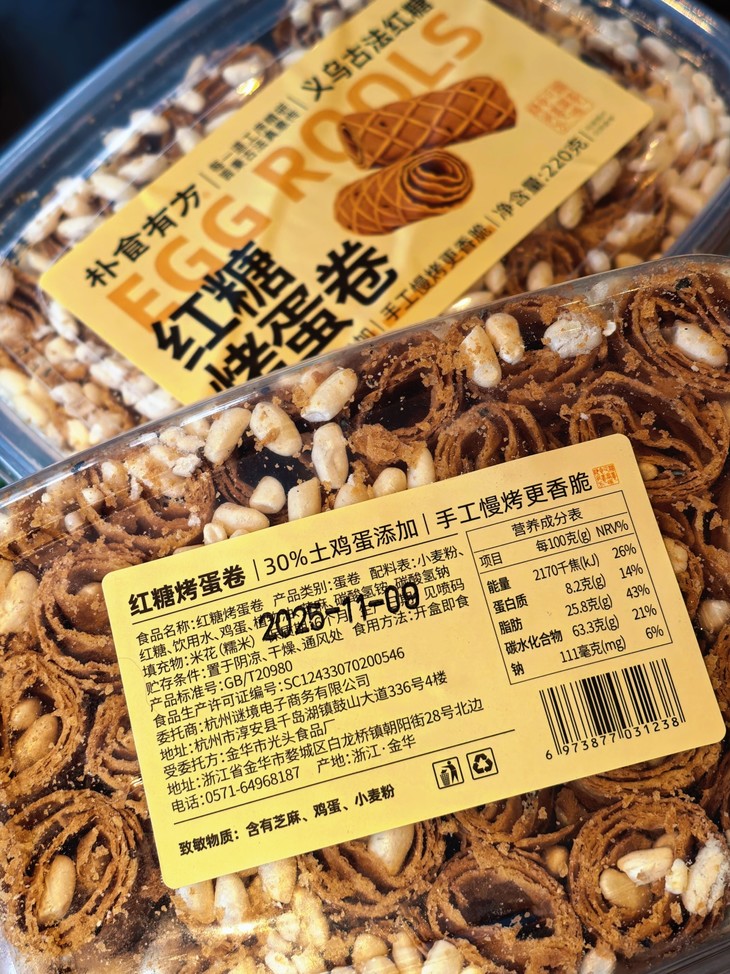 朴食有方
义乌古法红糖
EGG ROOLS
红糖
烤蛋卷
加|手工慢烤更香脆|净含量:220克
红糖烤蛋卷|30%土鸡蛋添加|手工慢烤更香脆
食品名称:红糖烤蛋卷 产品类别:蛋卷 配料表:小麦粉、
红糖、饮用水、鸡蛋、 碳酸氢钠
填充物:米花(糯米) 见喷码
2025-11-09
贮存条件:置于阴凉、干燥、通风处 食用方法:开盒即食
产品标准号:GB/T20980
食品生产许可证编号:SC12433070200546
委托商:杭州谜境电子商务有限公司
地址:杭州市淳安县千岛湖镇鼓山大道336号4楼
受委托方:金华市光头食品厂
地址:浙江省金华市婺城区白龙桥镇朝阳街28号北边
电话:0571-64968187 产地:浙江·金华
致敏物质:含有芝麻、鸡蛋、小麦粉
营养成分表
项目 每100克(g) NRV%
能量 2170千焦(kJ) 26%
蛋白质 8.2克(g) 14%
脂肪 25.8克(g) 43%
碳水化合物 63.3克(g) 21%
钠 111毫克(mg) 6%
6 973877 031238